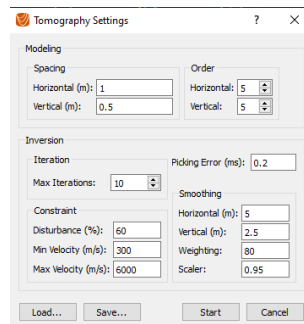 Tomography Settings ? X
Modeling
Spacing
Horizontal (m): 1
Vertical (m): 0.5
Order
Horizontal: 5
Vertical: 5
Inversion
Iteration
Max Iterations: 10
Picking Error (ms): 0.2
Constraint
Disturbance (%): 60
Min Velocity (m/s): 300
Max Velocity (m/s): 6000
Smoothing
Horizontal (m): 5
Vertical (m): 2.5
Weighting: 80
Scaler: 0.95
Load... Save... Start Cancel